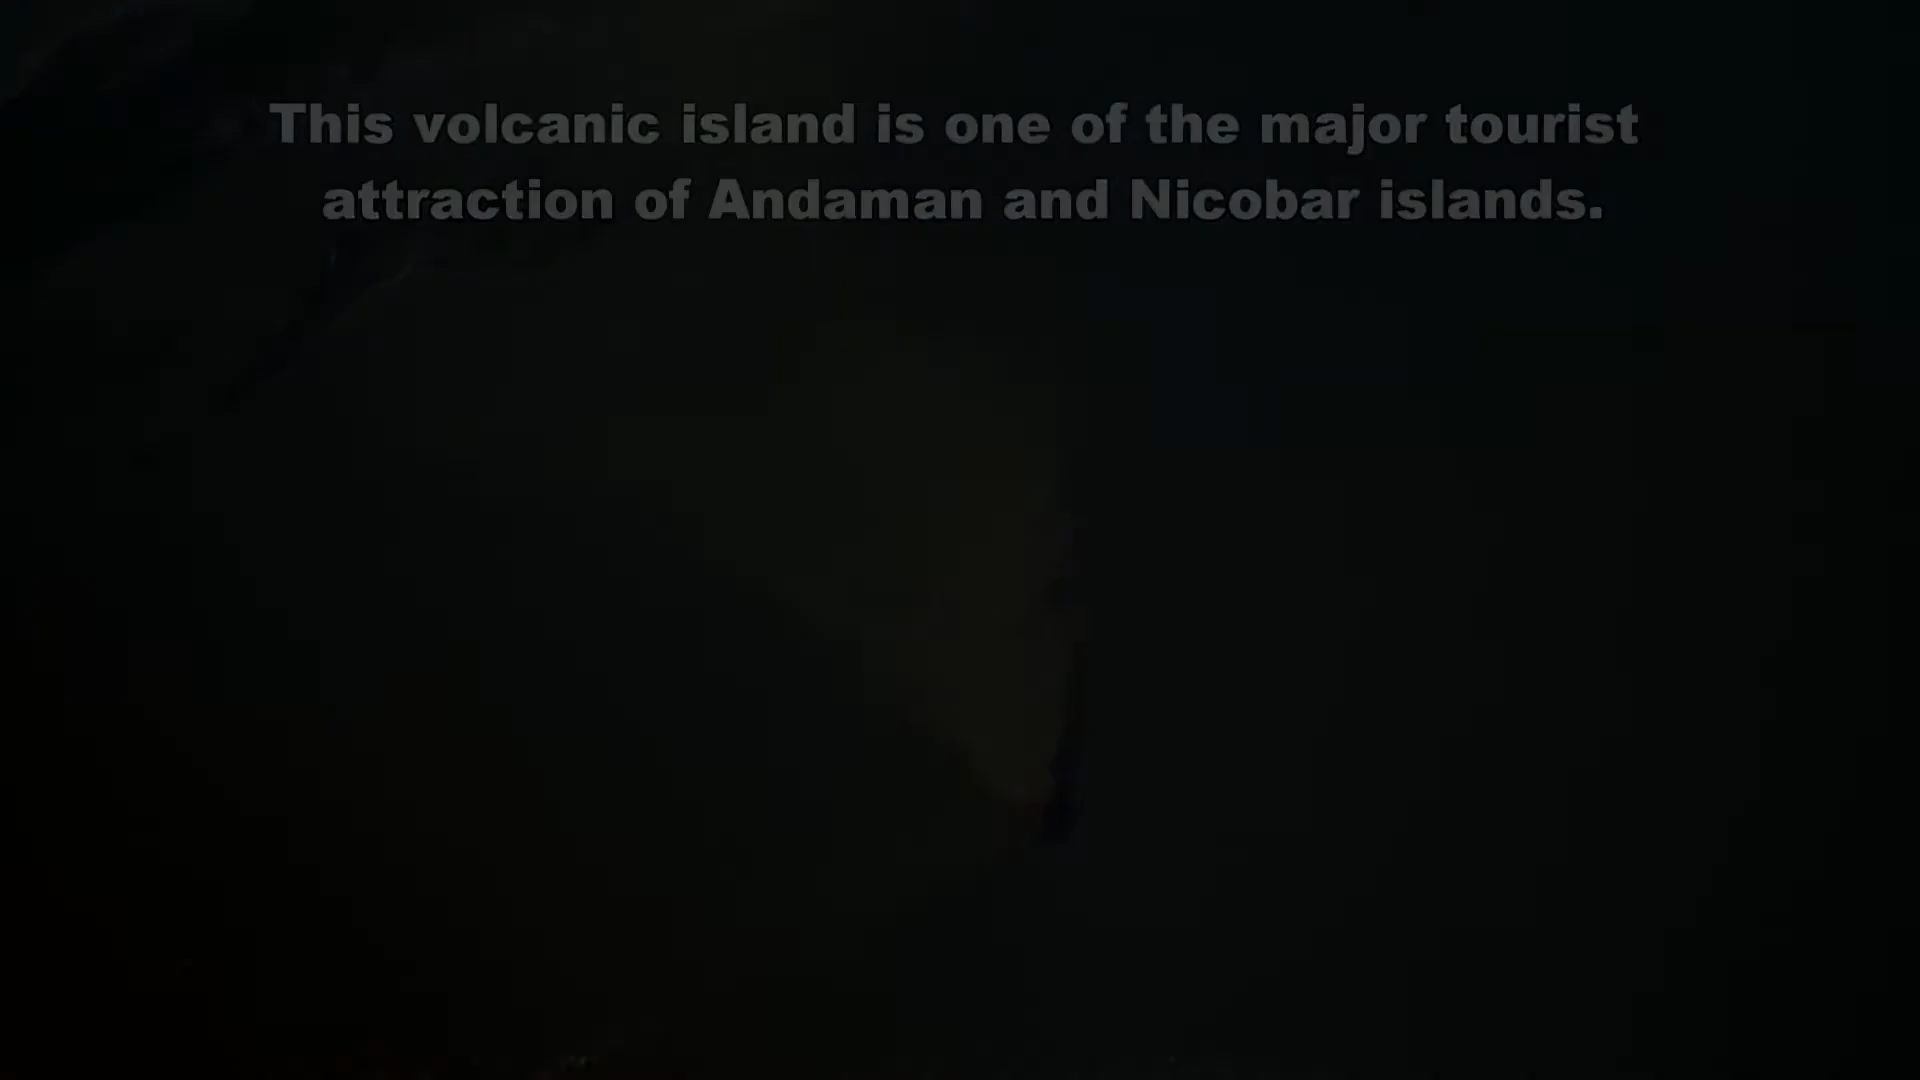 This volcanic island is one of the major tourist
attraction of Andaman and Nicobar islands.